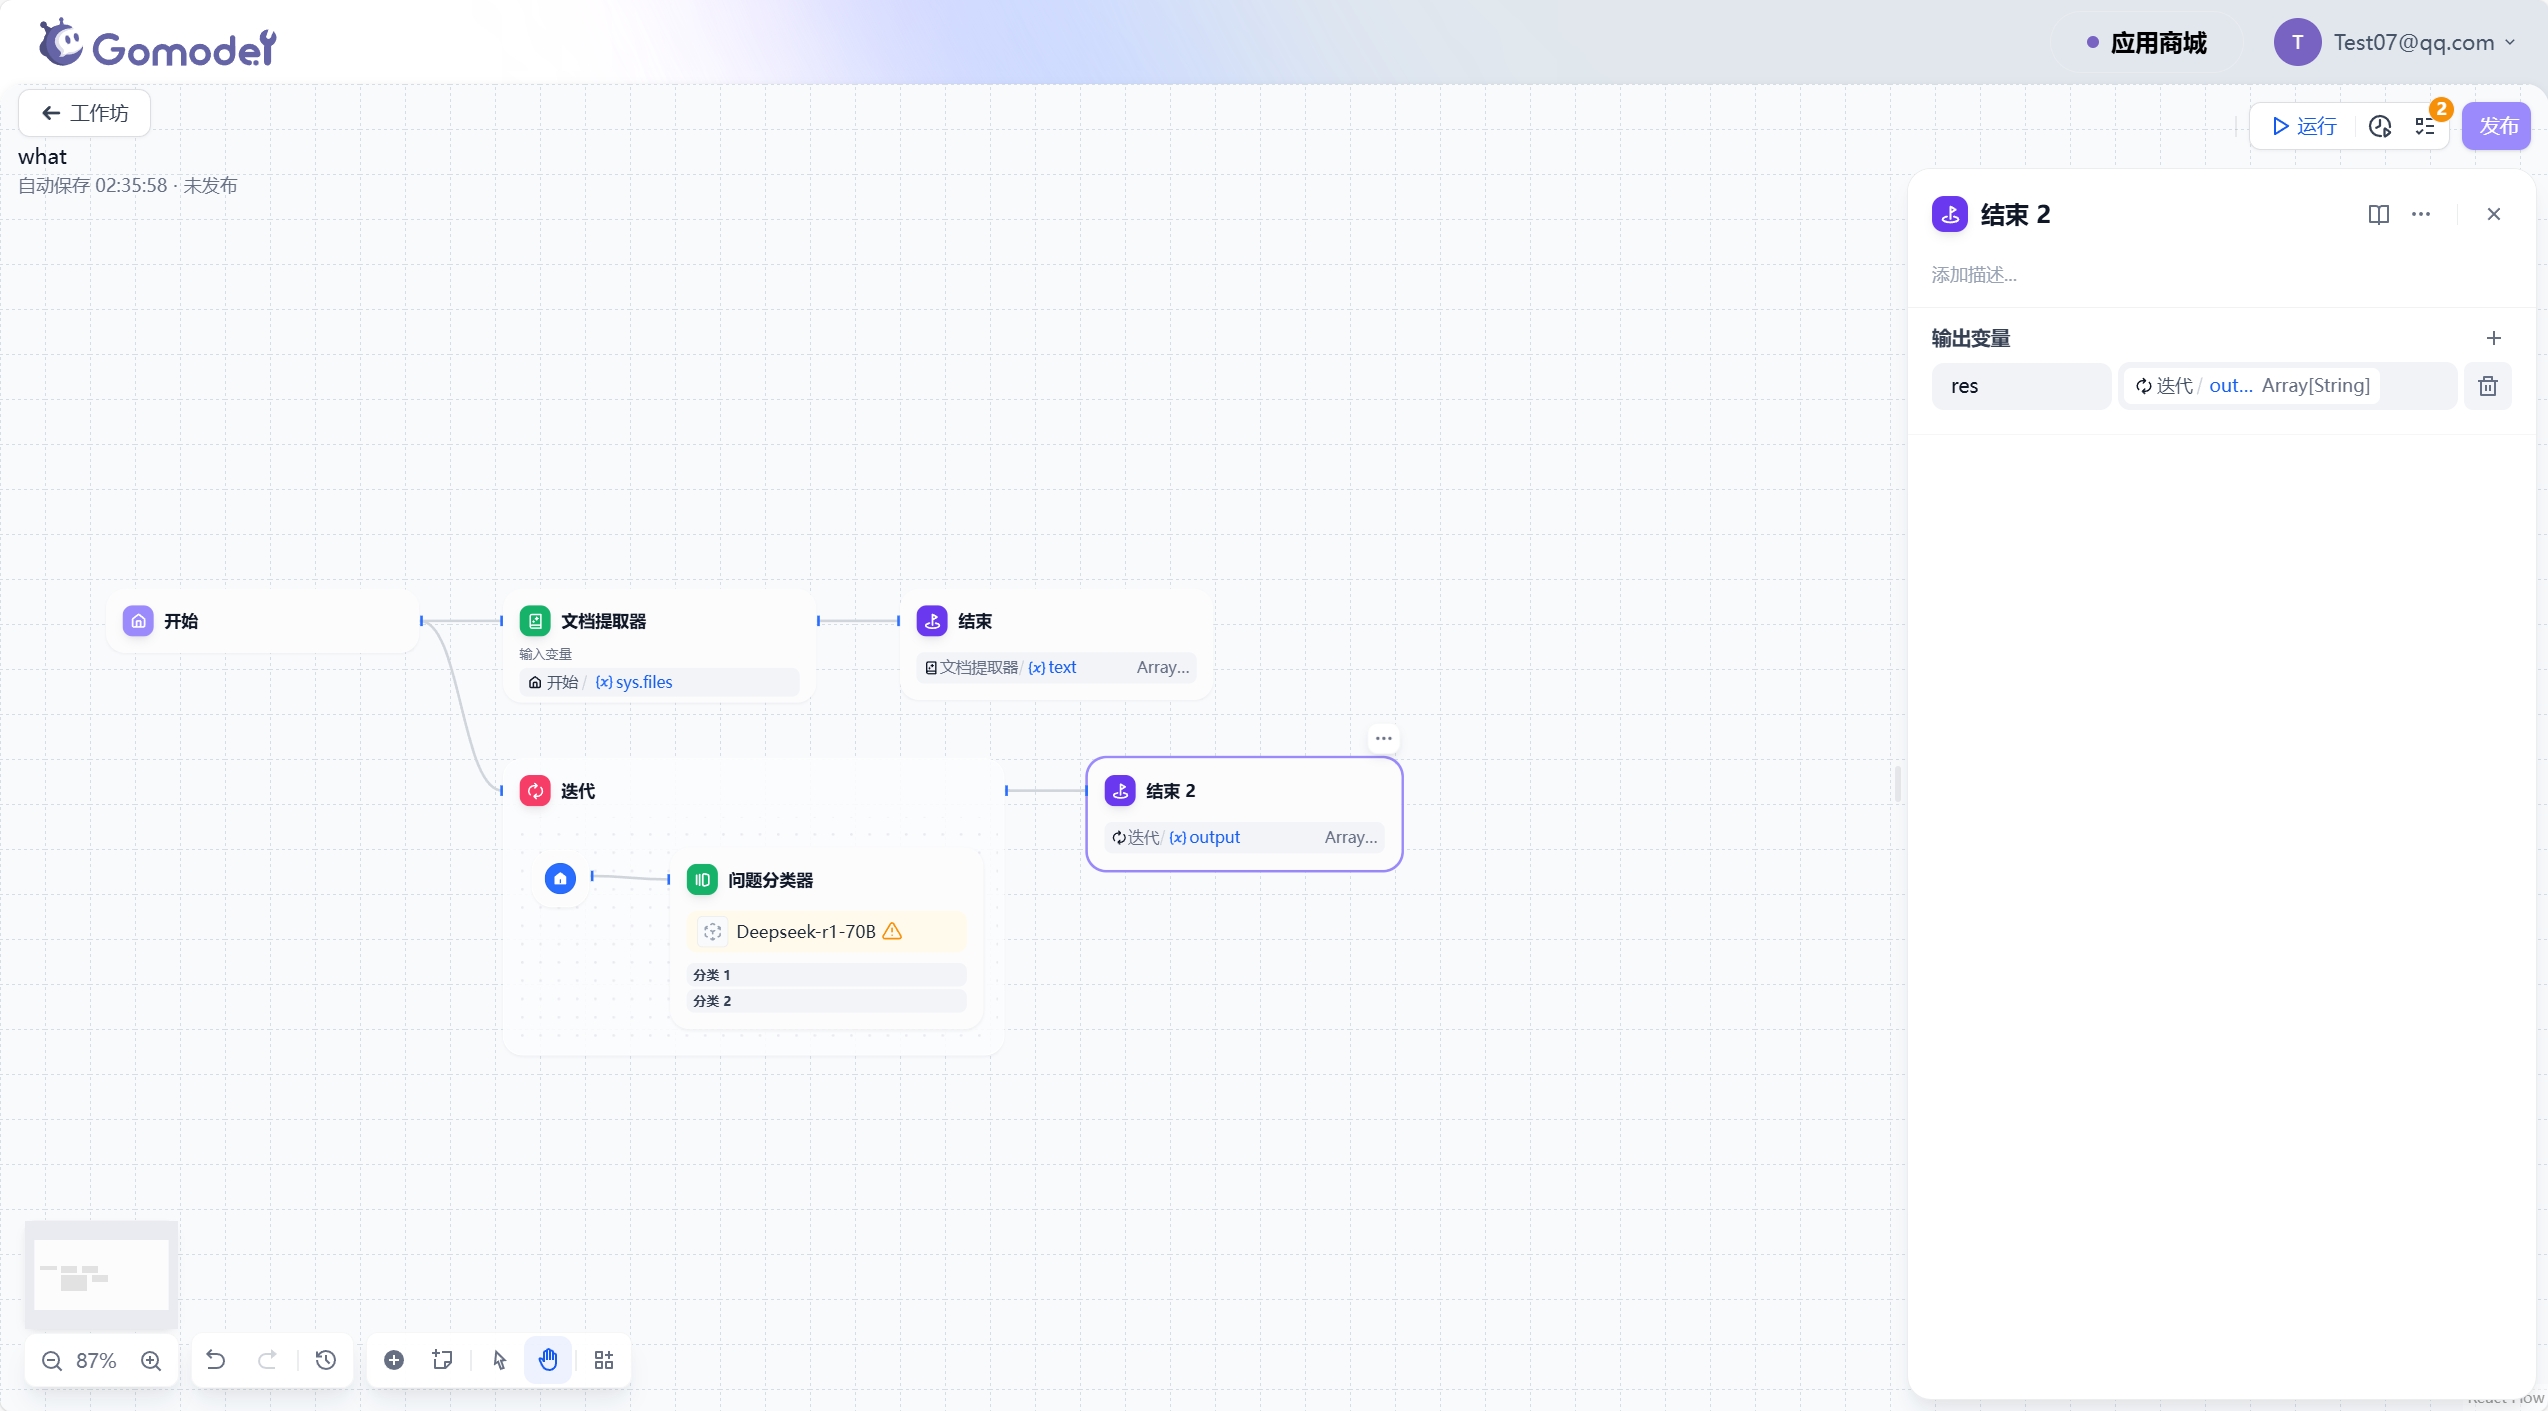 Gomodel
应用商城
T
Test07@qq.com
工作坊
what
自动保存 02:35:58 · 未发布
运行
2
发布
结束 2
添加描述...
输出变量
res
迭代 / out... Array[String]
开始
文档提取器
输入变量
开始 / {x} sys.files
结束
文档提取器 / {x} text Array...
迭代
结束 2
迭代 / {x} output Array...
问题分类器
Deepseek-r1-70B
分类 1
分类 2
87%
React Flow